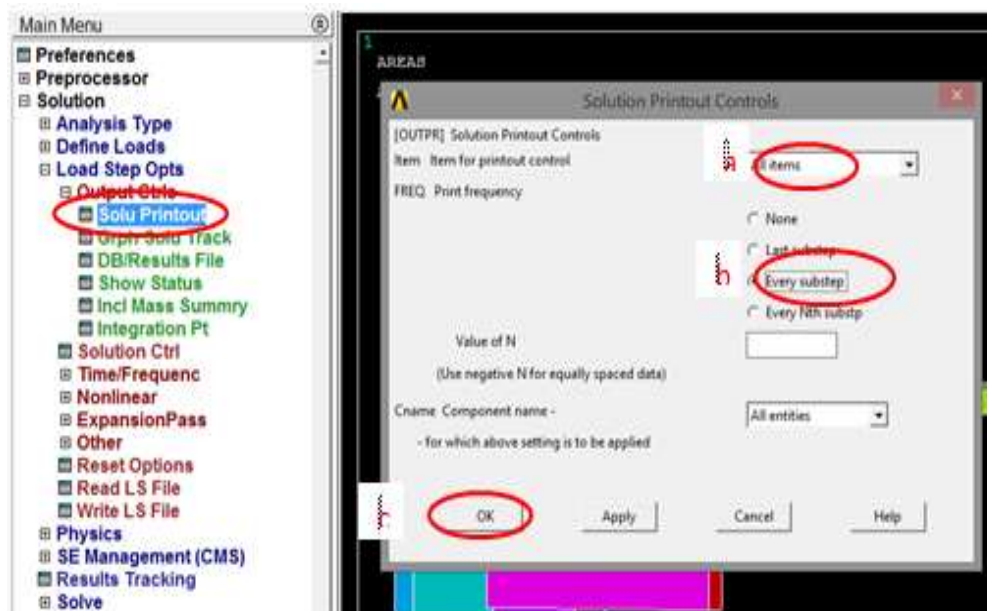 Main Menu
Preferences
Preprocessor
Solution
Analysis Type
Define Loads
Load Step Opts
Output Ctrls
Solu Printout
Grph Solu Track
DB/Results File
Show Status
Incl Mass Summry
Integration Pt
Solution Ctrl
Time/Frequenc
Nonlinear
ExpansionPass
Other
Reset Options
Read LS File
Write LS File
Physics
SE Management (CMS)
Results Tracking
Solve
1
AREAS
Solution Printout Controls
[OUTPR] Solution Printout Controls
Item Item for printout control
All items
FREQ Print frequency
None
Last substep
Every substep
Every Nth substp
Value of N
(Use negative N for equally spaced data)
Cname Component name -
All entities
- for which above setting is to be applied
OK Apply Cancel Help